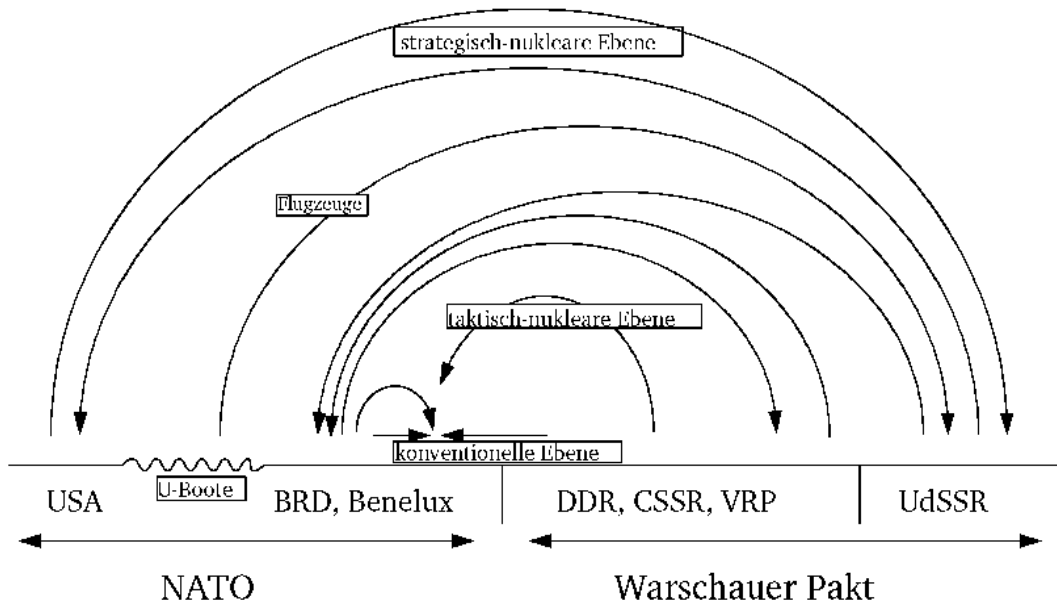 strategisch-nukleare Ebene
Flugzeuge
taktisch-nukleare Ebene
konventionelle Ebene
U-Boote
USA
BRD, Benelux
DDR, CSSR, VRP
UdSSR
NATO
Warschauer Pakt